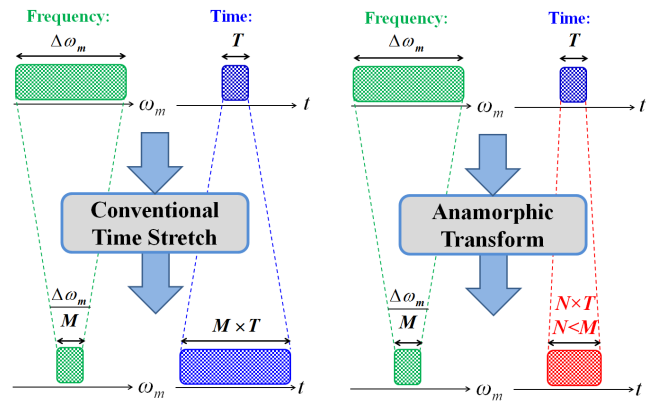 Frequency:
Time:
Δω_m
T
ω_m
t
Conventional
Time Stretch
Δω_m
M
M × T
ω_m
t
Frequency:
Time:
Δω_m
T
ω_m
t
Anamorphic
Transform
Δω_m
M
N×T
N<M
ω_m
t